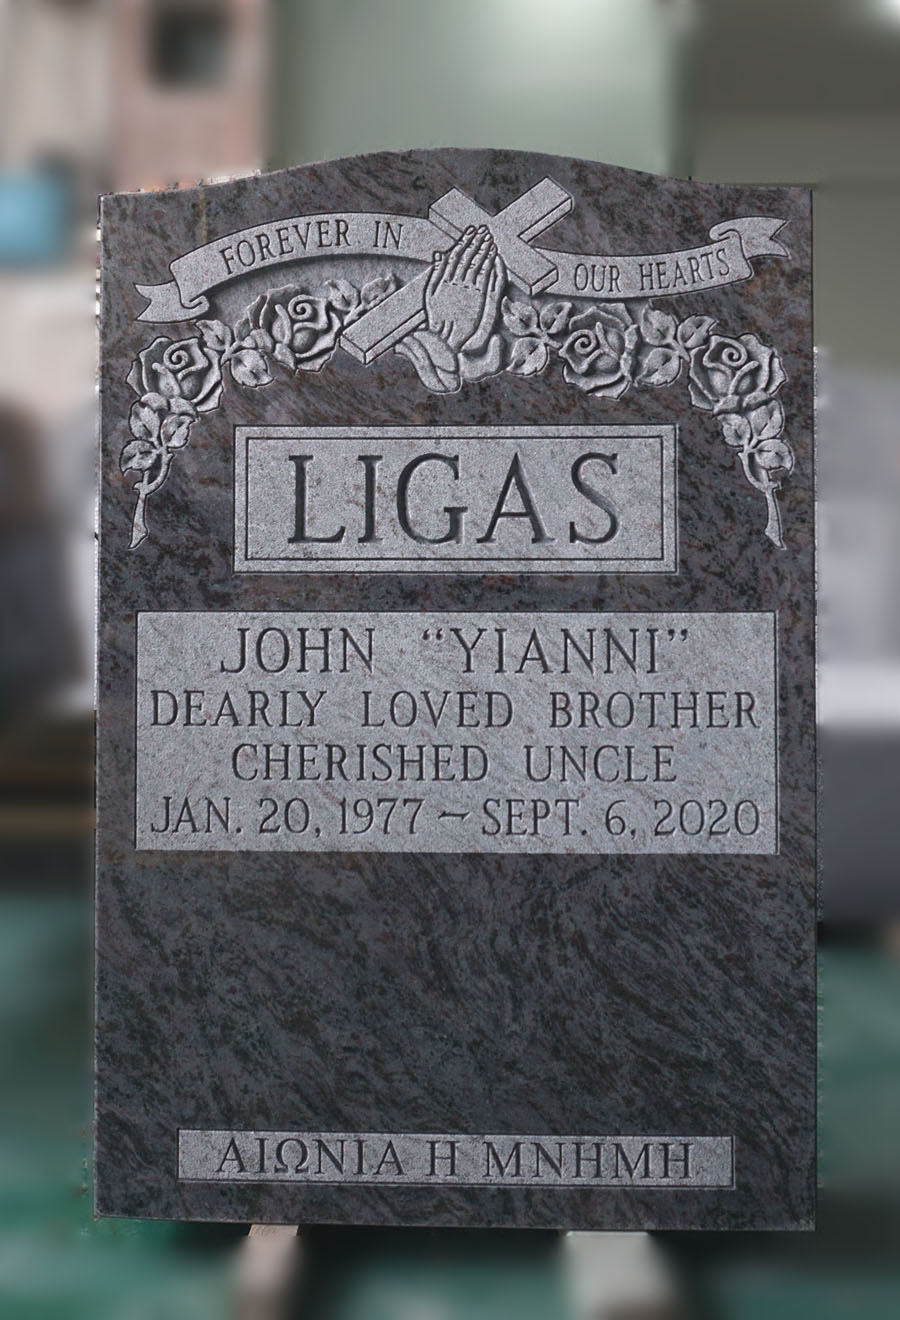 FOREVER IN OUR HEARTS
LIGAS
JOHN “YIANNI”
DEARLY LOVED BROTHER
CHERISHED UNCLE
JAN. 20, 1977 ~ SEPT. 6, 2020
ΑΙΩΝΙΑ Η ΜΝΗΜΗ